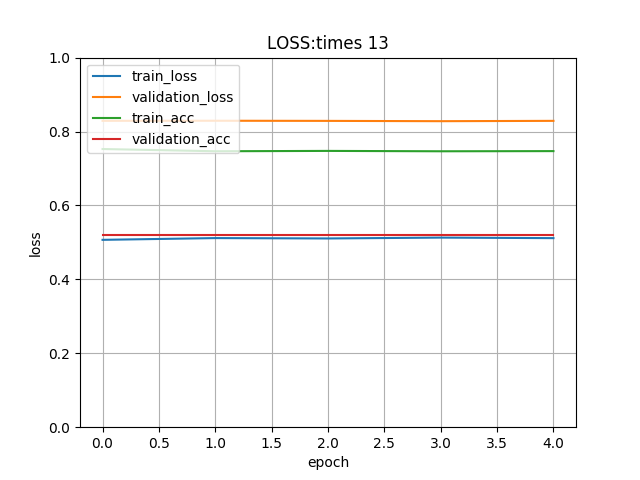 LOSS:times 13
1.0
0.8
0.6
0.4
0.2
0.0
loss
train_loss
validation_loss
train_acc
validation_acc
0.0 0.5 1.0 1.5 2.0 2.5 3.0 3.5 4.0
epoch